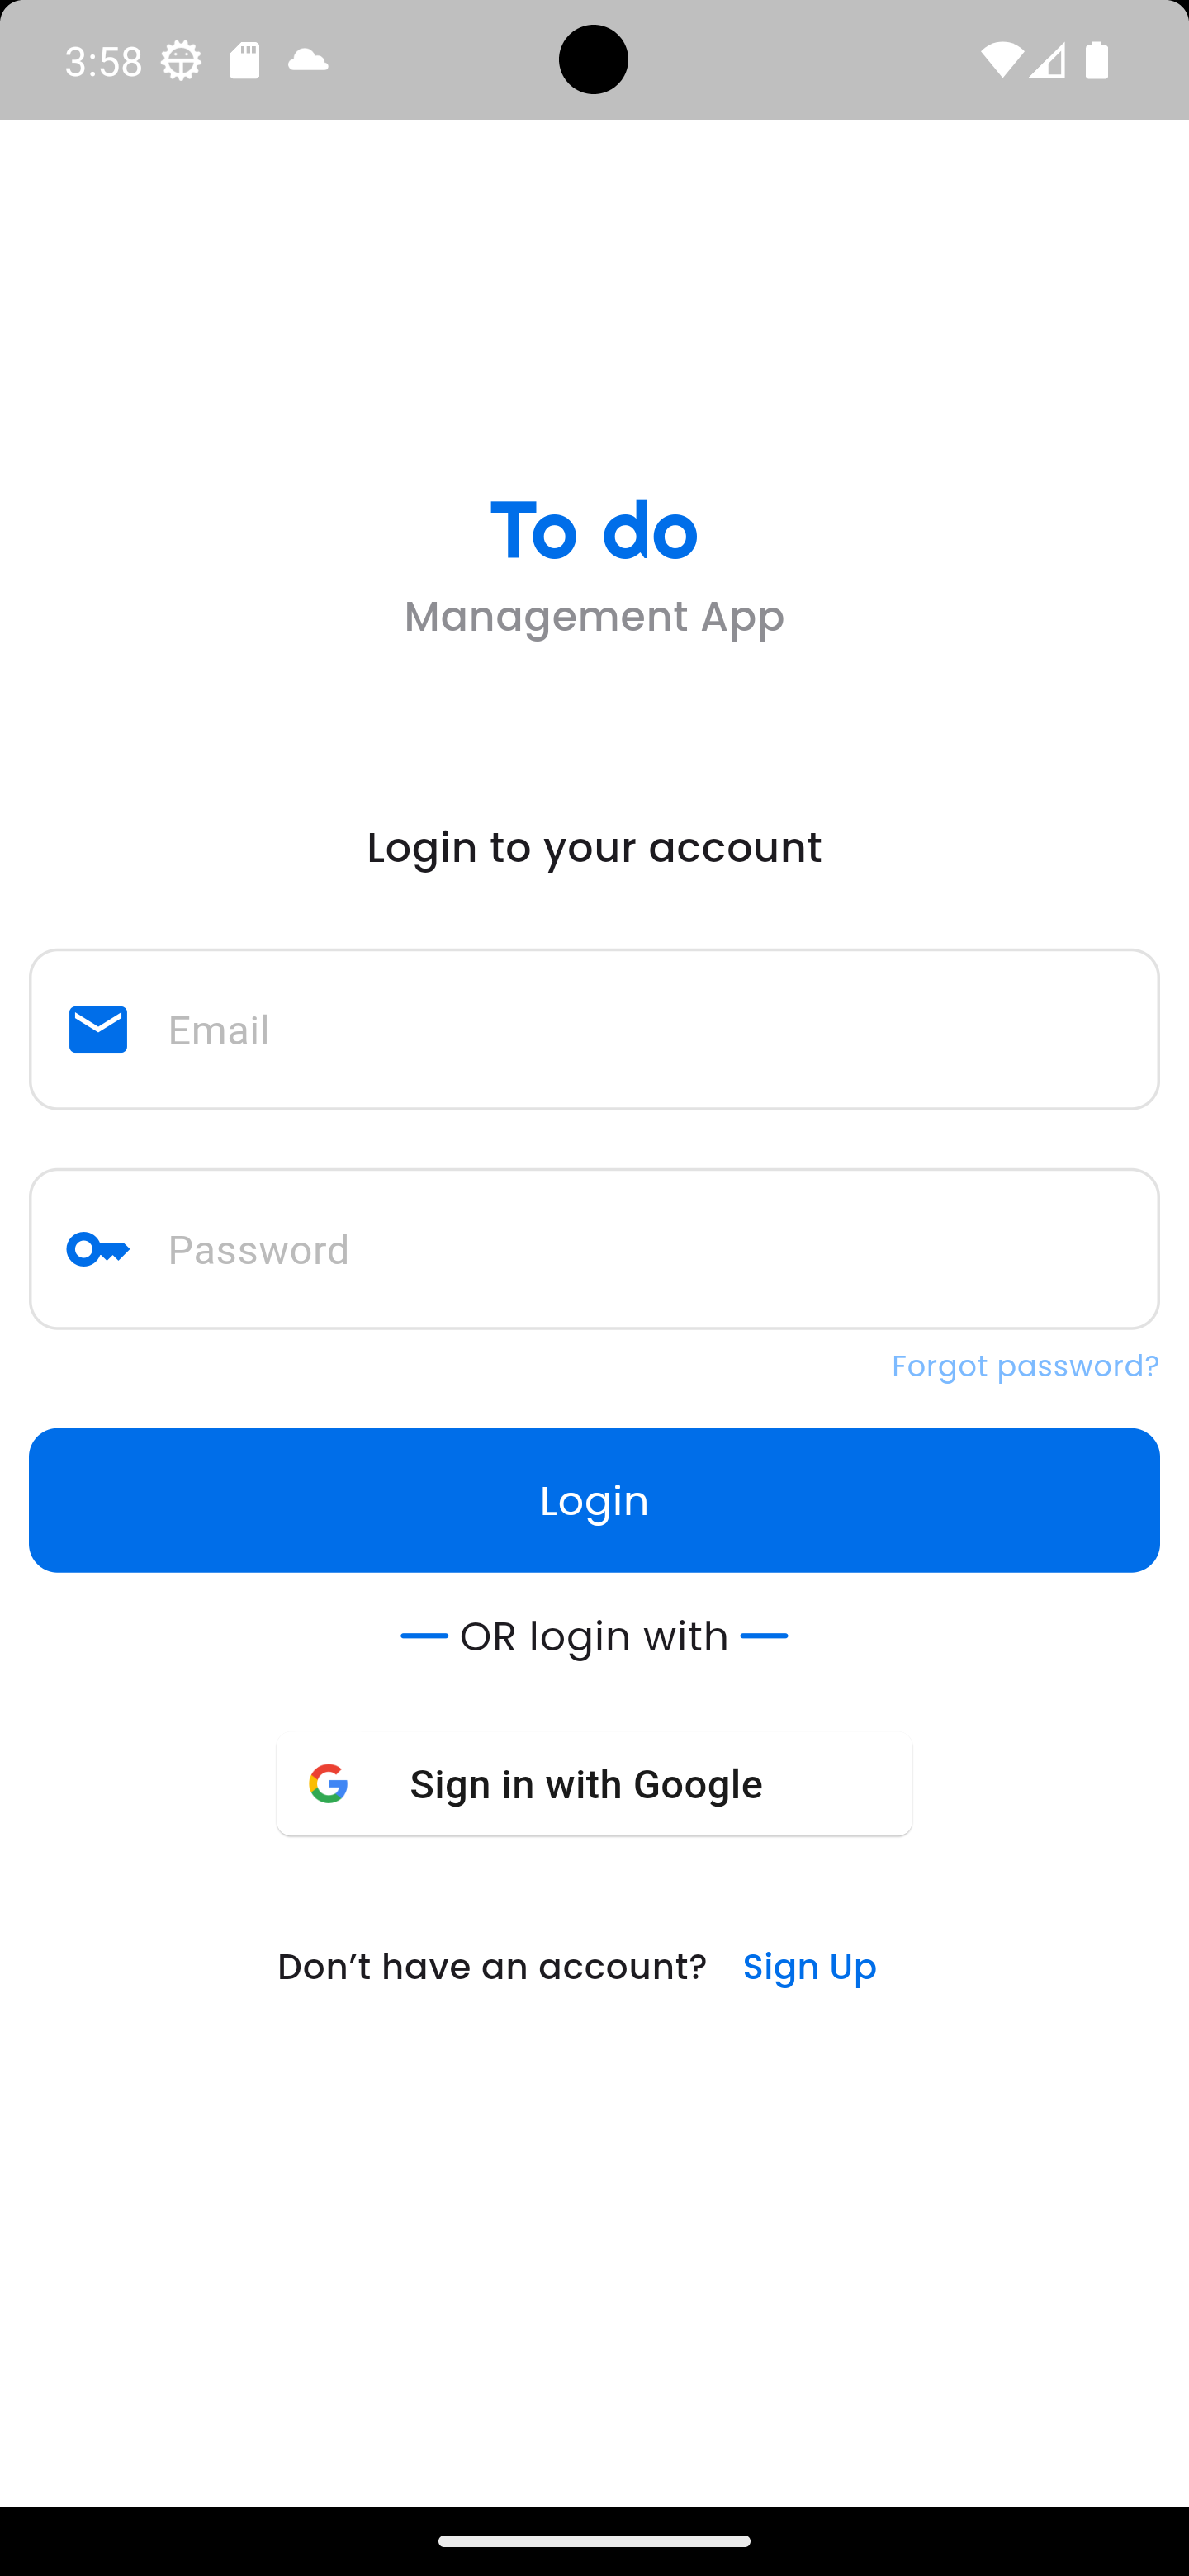 3:58
To do
Management App
Login to your account
Email
Password
Forgot password?
Login
OR login with
Sign in with Google
Don’t have an account? Sign Up